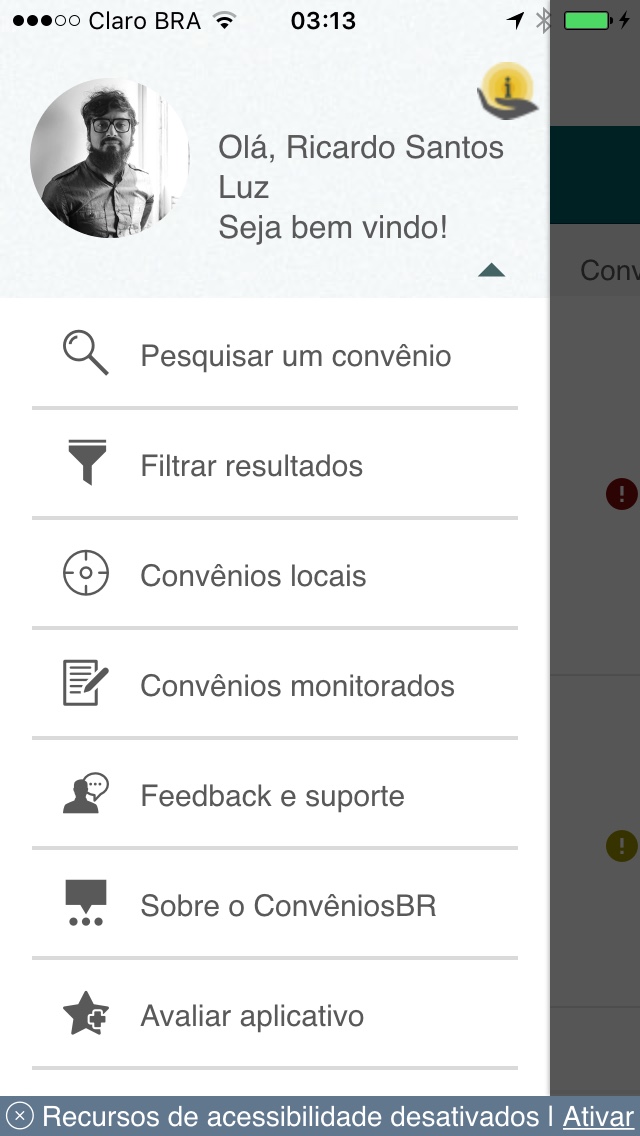 Claro BRA 03:13
i
Olá, Ricardo Santos
Luz
Seja bem vindo!
Conv
Pesquisar um convênio
Filtrar resultados
!
Convênios locais
Convênios monitorados
Feedback e suporte
!
Sobre o ConvêniosBR
Avaliar aplicativo
Recursos de acessibilidade desativados | Ativar